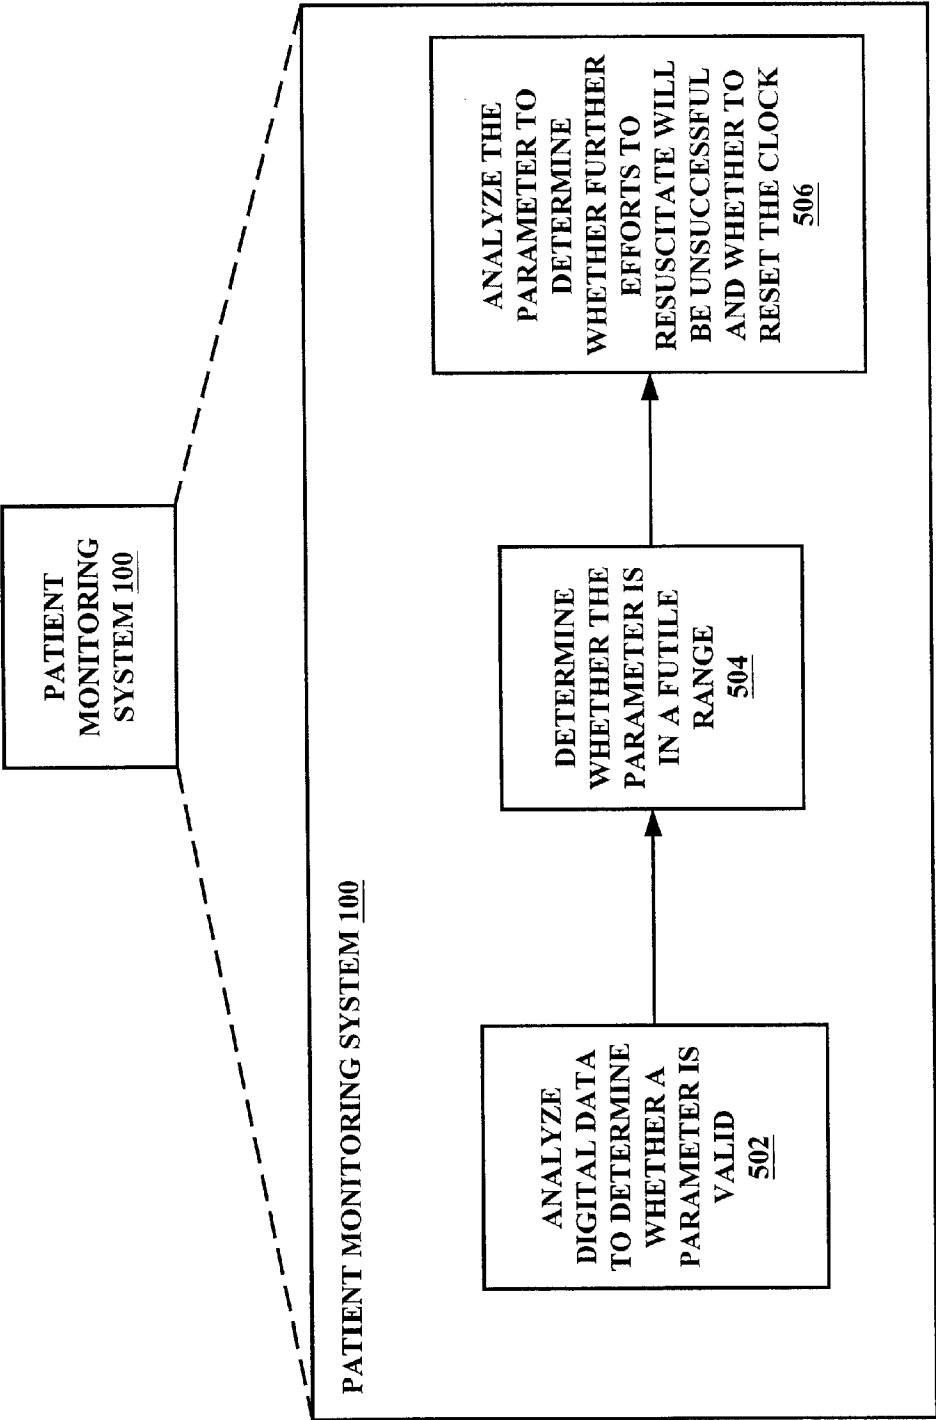 PATIENT
MONITORING
SYSTEM 100
PATIENT MONITORING SYSTEM 100
ANALYZE
DIGITAL DATA
TO DETERMINE
WHETHER A
PARAMETER IS
VALID
502
DETERMINE
WHETHER THE
PARAMETER IS
IN A FUTILE
RANGE
504
ANALYZE THE
PARAMETER TO
DETERMINE
WHETHER FURTHER
EFFORTS TO
RESUSCITATE WILL
BE UNSUCCESSFUL
AND WHETHER TO
RESET THE CLOCK
506